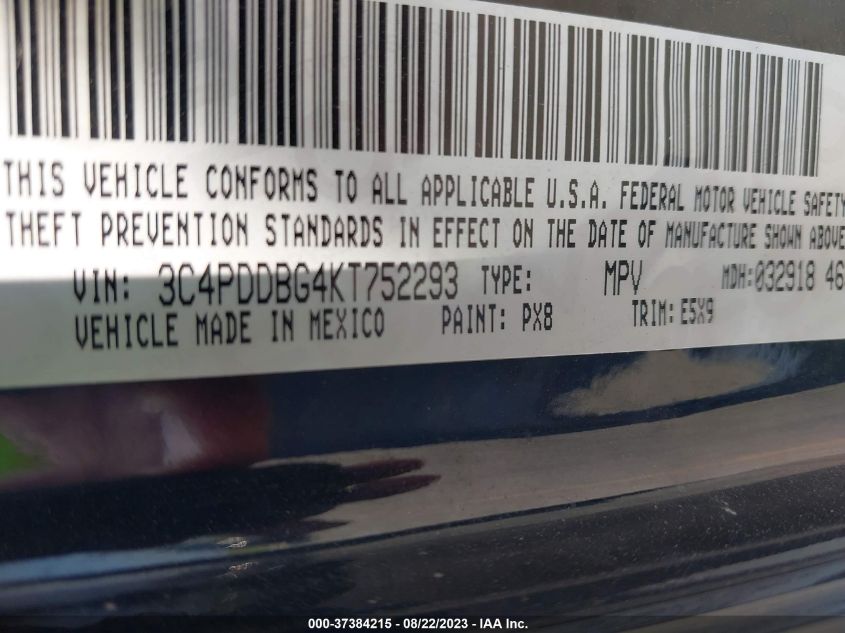 THIS VEHICLE CONFORMS TO ALL APPLICABLE U.S.A. FEDERAL MOTOR VEHICLE SAFETY
THEFT PREVENTION STANDARDS IN EFFECT ON THE DATE OF MANUFACTURE SHOWN ABOVE
VIN: 3C4PDDBG4KT752293 TYPE: MPV MDH:032918 46
VEHICLE MADE IN MEXICO PAINT: PX8 TRIM: E5X9
000-37384215 - 08/22/2023 - IAA Inc.